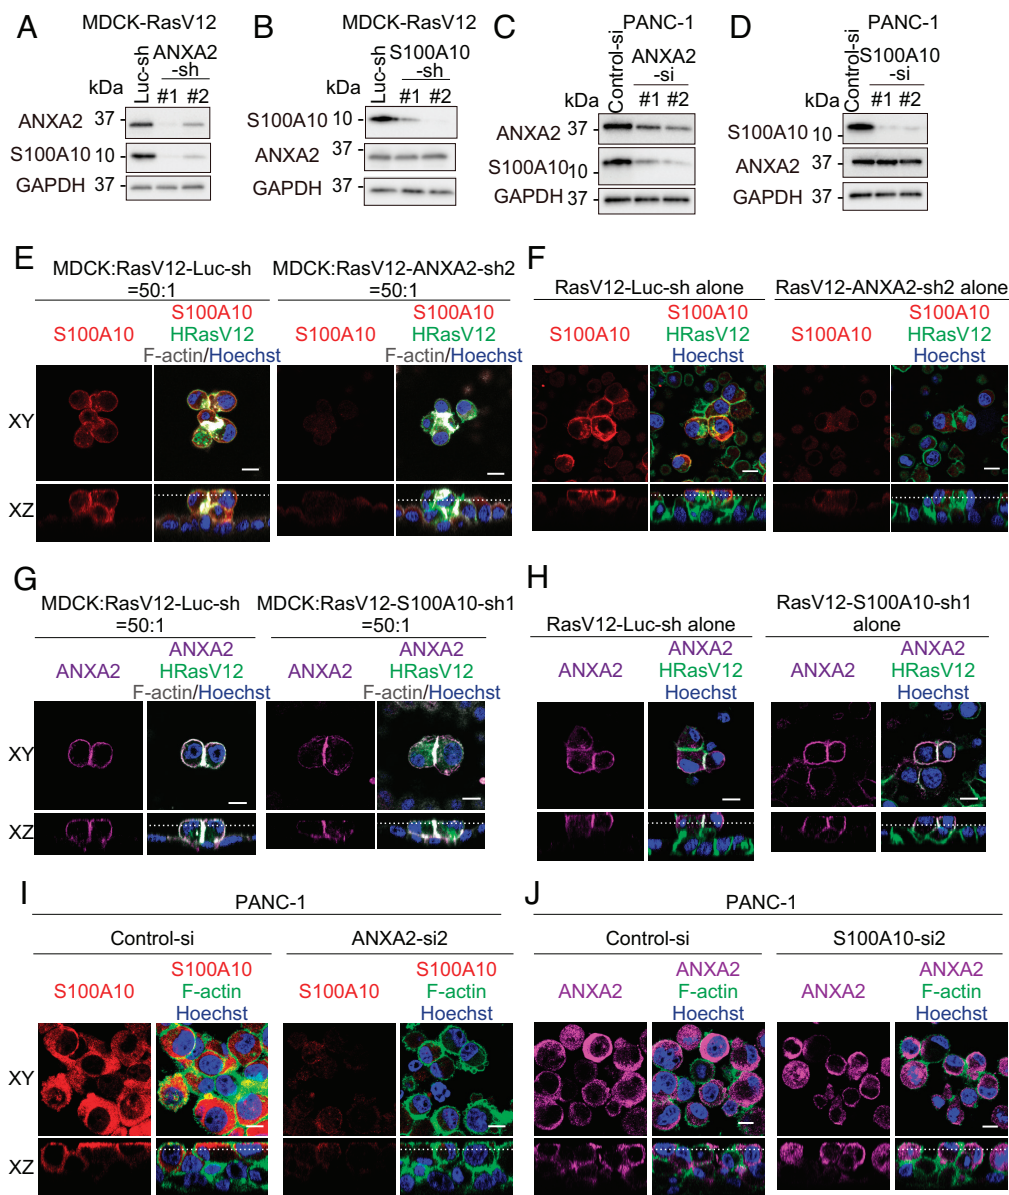 A
MDCK-RasV12
Luc-sh
ANXA2
-sh
kDa
#1 #2
ANXA2 37
S100A10 10
GAPDH 37
B
MDCK-RasV12
Luc-sh
S100A10
-sh
kDa
#1 #2
S100A10 10
ANXA2 37
GAPDH 37
C
PANC-1
Control-si
ANXA2
-si
kDa
#1 #2
ANXA2 37
S100A10 10
GAPDH 37
D
PANC-1
Control-si
S100A10
-si
kDa
#1 #2
S100A10 10
ANXA2 37
GAPDH 37
E
MDCK:RasV12-Luc-sh
=50:1
MDCK:RasV12-ANXA2-sh2
=50:1
S100A10
S100A10
HRasV12
F-actin/Hoechst
S100A10
S100A10
HRasV12
F-actin/Hoechst
XY
XZ
F
RasV12-Luc-sh alone
RasV12-ANXA2-sh2 alone
S100A10
S100A10
HRasV12
Hoechst
S100A10
S100A10
HRasV12
Hoechst
G
MDCK:RasV12-Luc-sh
=50:1
MDCK:RasV12-S100A10-sh1
=50:1
ANXA2
ANXA2
HRasV12
F-actin/Hoechst
ANXA2
ANXA2
HRasV12
F-actin/Hoechst
XY
XZ
H
RasV12-Luc-sh alone
RasV12-S100A10-sh1
alone
ANXA2
ANXA2
HRasV12
Hoechst
ANXA2
ANXA2
HRasV12
Hoechst
I
PANC-1
Control-si
ANXA2-si2
S100A10
S100A10
F-actin
Hoechst
S100A10
S100A10
F-actin
Hoechst
XY
XZ
J
PANC-1
Control-si
S100A10-si2
ANXA2
ANXA2
F-actin
Hoechst
ANXA2
ANXA2
F-actin
Hoechst